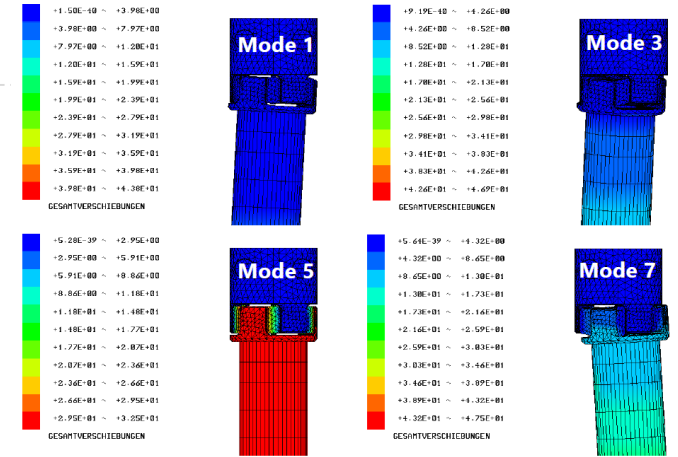 +1.50E-40 ~ +3.98E+00
+3.98E+00 ~ +7.97E+00
+7.97E+00 ~ +1.20E+01
+1.20E+01 ~ +1.59E+01
+1.59E+01 ~ +1.99E+01
+1.99E+01 ~ +2.39E+01
+2.39E+01 ~ +2.79E+01
+2.79E+01 ~ +3.19E+01
+3.19E+01 ~ +3.59E+01
+3.59E+01 ~ +3.98E+01
+3.98E+01 ~ +4.38E+01
GESAMTVERSCHIEBUNGEN
Mode 1
+9.19E-40 ~ +4.26E+00
+4.26E+00 ~ +8.52E+00
+8.52E+00 ~ +1.28E+01
+1.28E+01 ~ +1.70E+01
+1.70E+01 ~ +2.13E+01
+2.13E+01 ~ +2.56E+01
+2.56E+01 ~ +2.98E+01
+2.98E+01 ~ +3.41E+01
+3.41E+01 ~ +3.83E+01
+3.83E+01 ~ +4.26E+01
+4.26E+01 ~ +4.69E+01
GESAMTVERSCHIEBUNGEN
Mode 3
+5.28E-39 ~ +2.95E+00
+2.95E+00 ~ +5.91E+00
+5.91E+00 ~ +8.86E+00
+8.86E+00 ~ +1.18E+01
+1.18E+01 ~ +1.48E+01
+1.48E+01 ~ +1.77E+01
+1.77E+01 ~ +2.07E+01
+2.07E+01 ~ +2.36E+01
+2.36E+01 ~ +2.66E+01
+2.66E+01 ~ +2.95E+01
+2.95E+01 ~ +3.25E+01
GESAMTVERSCHIEBUNGEN
Mode 5
+5.64E-39 ~ +4.32E+00
+4.32E+00 ~ +8.65E+00
+8.65E+00 ~ +1.30E+01
+1.30E+01 ~ +1.73E+01
+1.73E+01 ~ +2.16E+01
+2.16E+01 ~ +2.59E+01
+2.59E+01 ~ +3.03E+01
+3.03E+01 ~ +3.46E+01
+3.46E+01 ~ +3.89E+01
+3.89E+01 ~ +4.32E+01
+4.32E+01 ~ +4.75E+01
GESAMTVERSCHIEBUNGEN
Mode 7